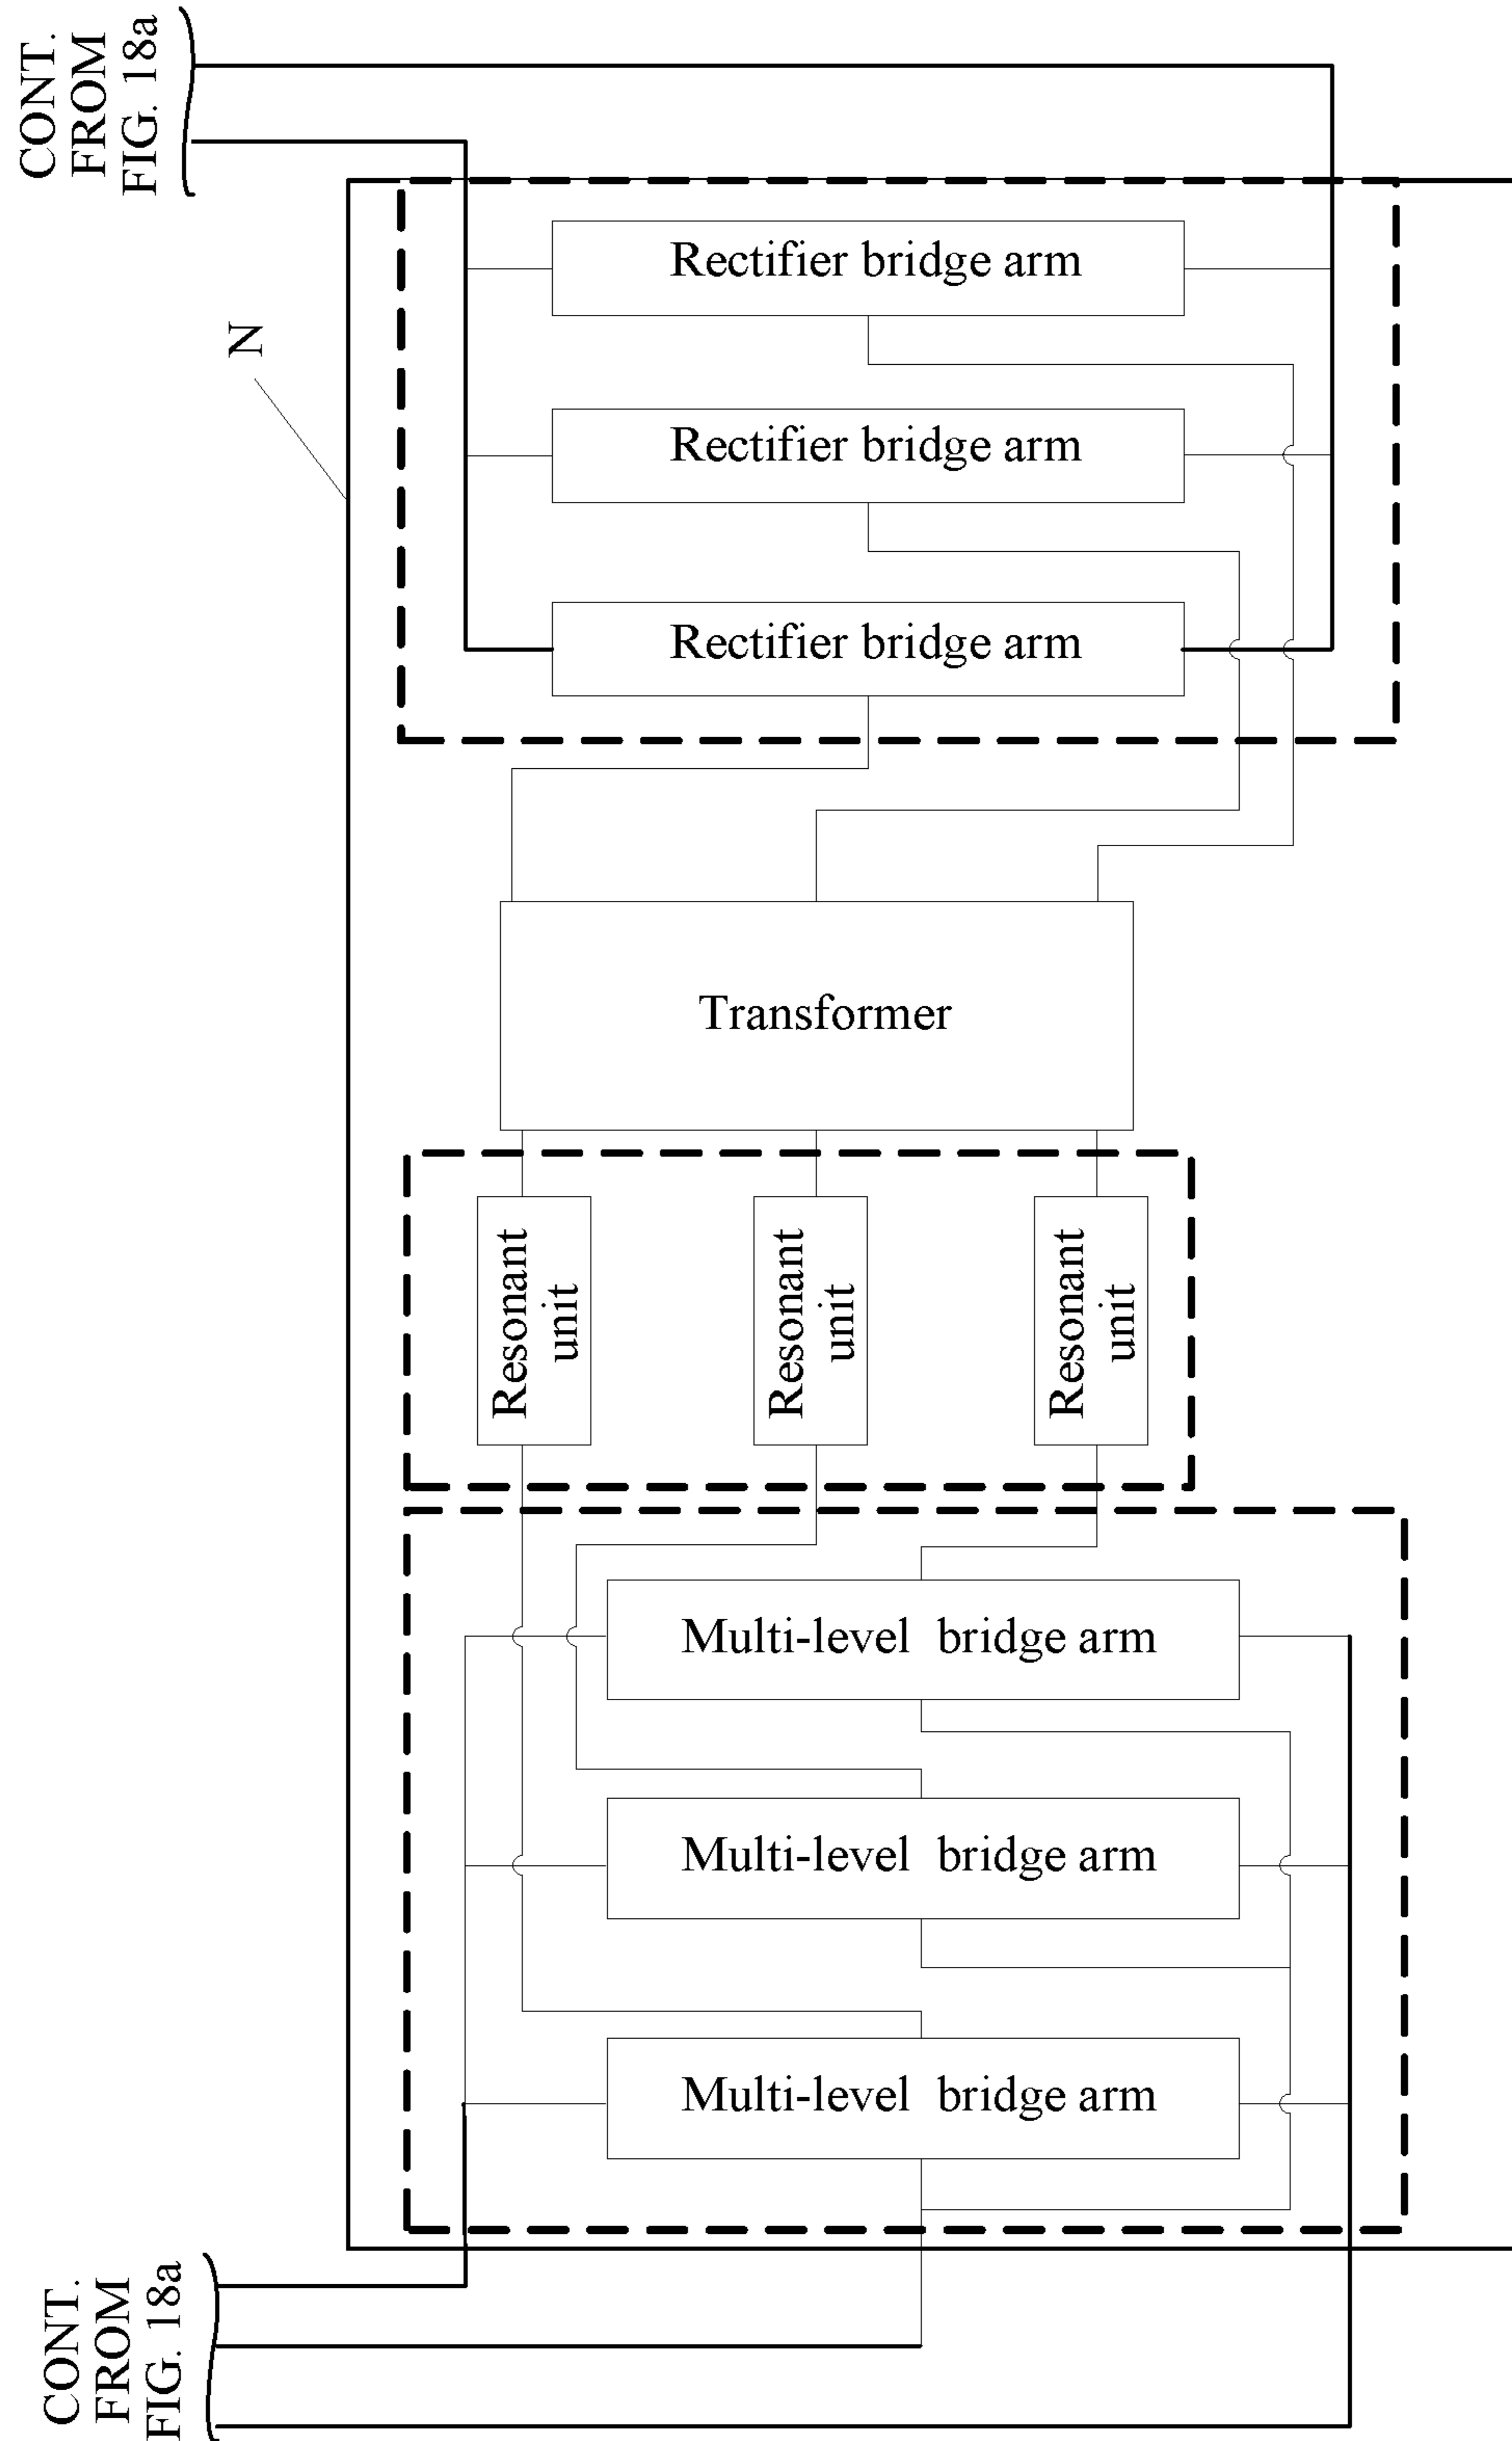 CONT.
FROM
FIG. 18a
N
Rectifier bridge arm
Rectifier bridge arm
Rectifier bridge arm
Transformer
Resonant
unit
Resonant
unit
Resonant
unit
Multi-level bridge arm
Multi-level bridge arm
Multi-level bridge arm
CONT.
FROM
FIG. 18a